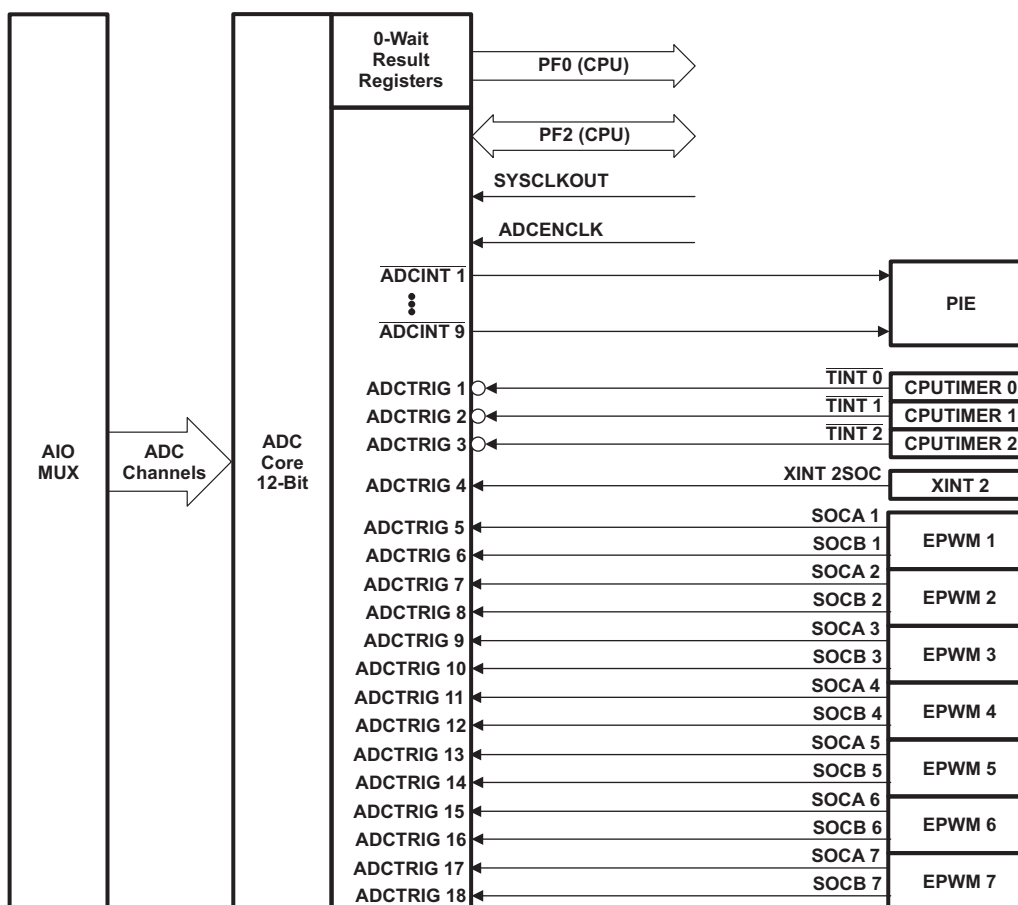 0-Wait
Result
Registers
PF0 (CPU)
PF2 (CPU)
SYSCLKOUT
ADCENCLK
ADCINT 1
ADCINT 9
PIE
ADCTRIG 1
TINT 0
CPUTIMER 0
ADCTRIG 2
TINT 1
CPUTIMER 1
ADCTRIG 3
TINT 2
CPUTIMER 2
AIO
MUX
ADC
Channels
ADC
Core
12-Bit
ADCTRIG 4
XINT 2SOC
XINT 2
ADCTRIG 5
SOCA 1
ADCTRIG 6
SOCB 1
EPWM 1
ADCTRIG 7
SOCA 2
ADCTRIG 8
SOCB 2
EPWM 2
ADCTRIG 9
SOCA 3
ADCTRIG 10
SOCB 3
EPWM 3
ADCTRIG 11
SOCA 4
ADCTRIG 12
SOCB 4
EPWM 4
ADCTRIG 13
SOCA 5
ADCTRIG 14
SOCB 5
EPWM 5
ADCTRIG 15
SOCA 6
ADCTRIG 16
SOCB 6
EPWM 6
ADCTRIG 17
SOCA 7
ADCTRIG 18
SOCB 7
EPWM 7